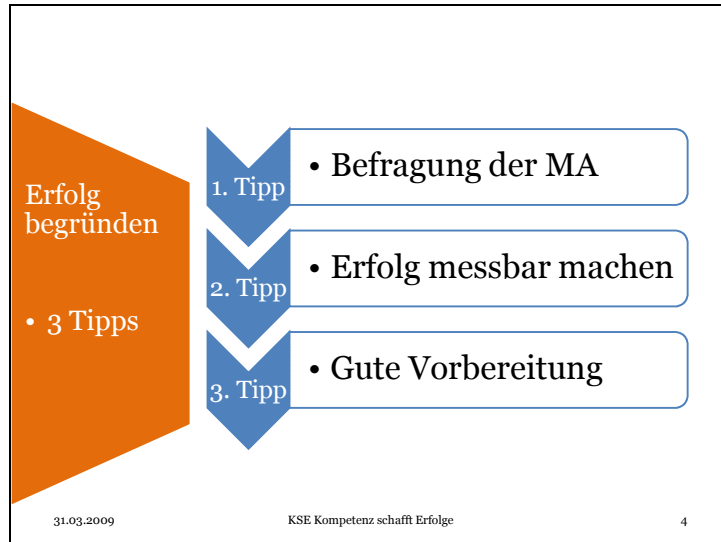 Erfolg
begründen
• 3 Tipps
1. Tipp
• Befragung der MA
2. Tipp
• Erfolg messbar machen
3. Tipp
• Gute Vorbereitung
31.03.2009
KSE Kompetenz schafft Erfolge
4